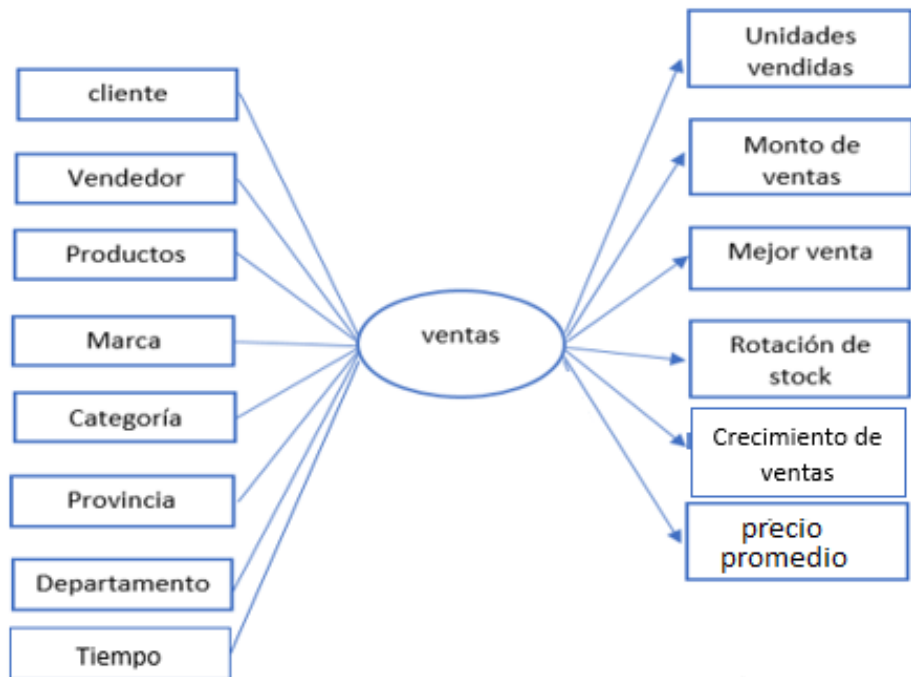 cliente
Vendedor
Productos
Marca
Categoría
Provincia
Departamento
Tiempo
ventas
Unidades
vendidas
Monto de
ventas
Mejor venta
Rotación de
stock
Crecimiento de
ventas
precio
promedio